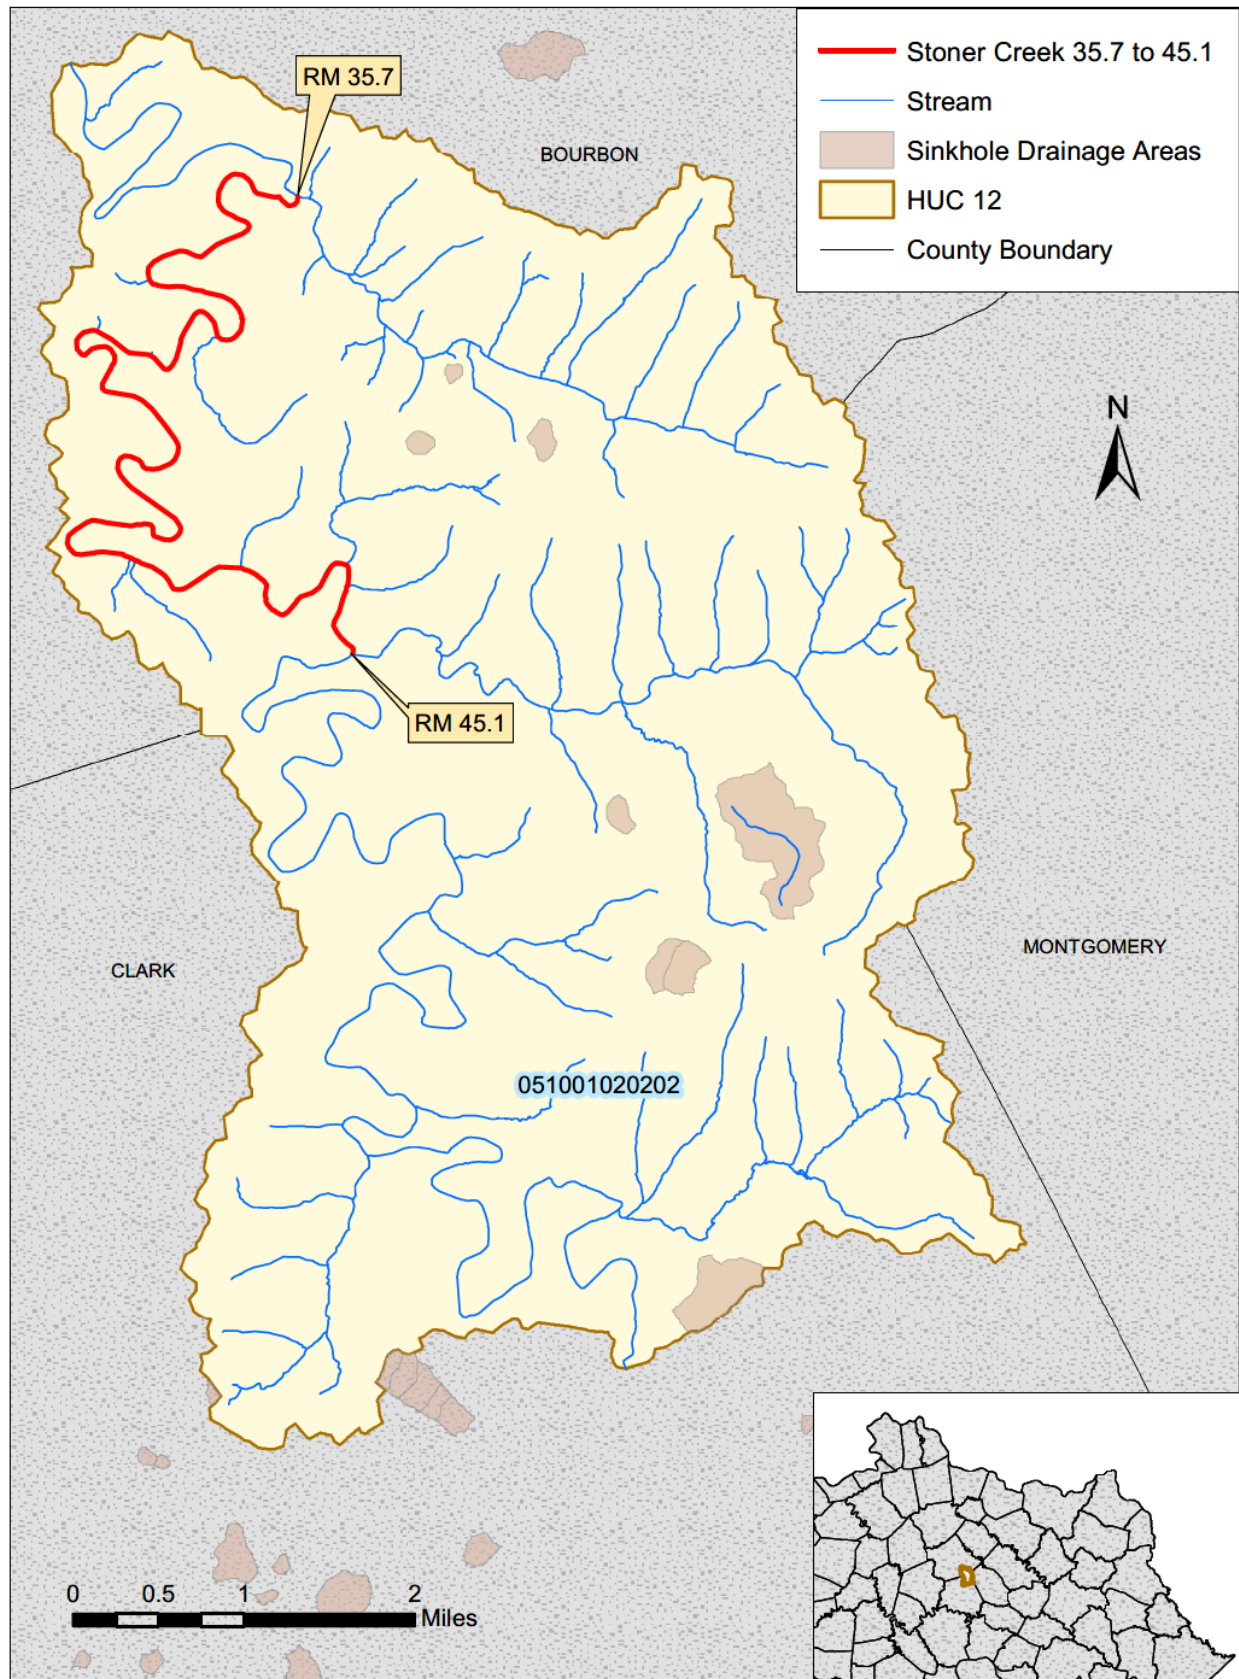 RM 35.7
Stoner Creek 35.7 to 45.1
Stream
Sinkhole Drainage Areas
HUC 12
County Boundary
BOURBON
N
RM 45.1
CLARK
MONTGOMERY
051001020202
0 0.5 1 2
Miles